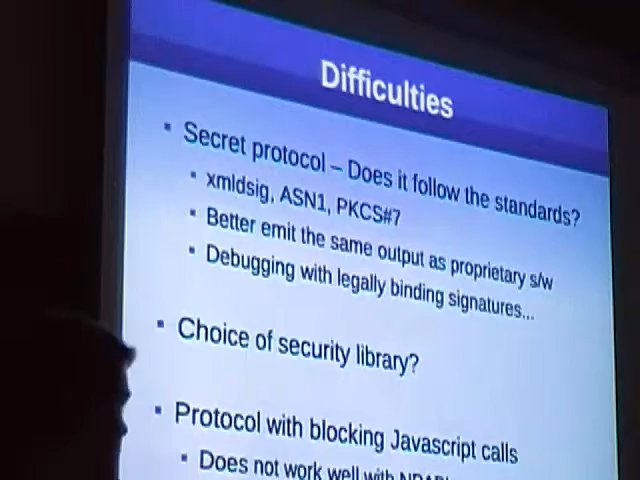 Difficulties
Secret protocol – Does it follow the standards?
xmldsig, ASN1, PKCS#7
Better emit the same output as proprietary s/w
Debugging with legally binding signatures...
Choice of security library?
Protocol with blocking Javascript calls
Does not work well with